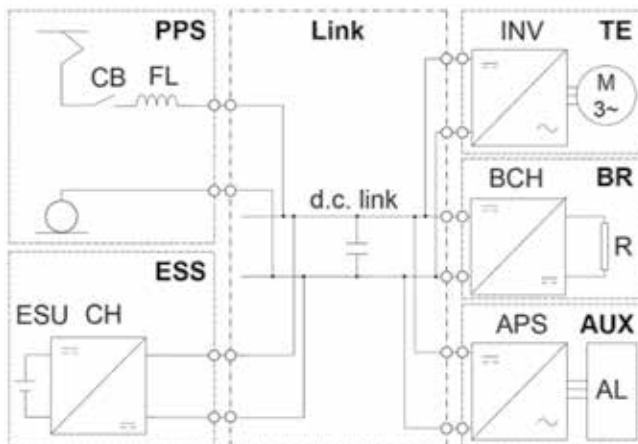 PPS
CB FL
Link
d.c. link
INV TE
M
3~
BCH BR
R
ESS
ESU CH
APS AUX
AL